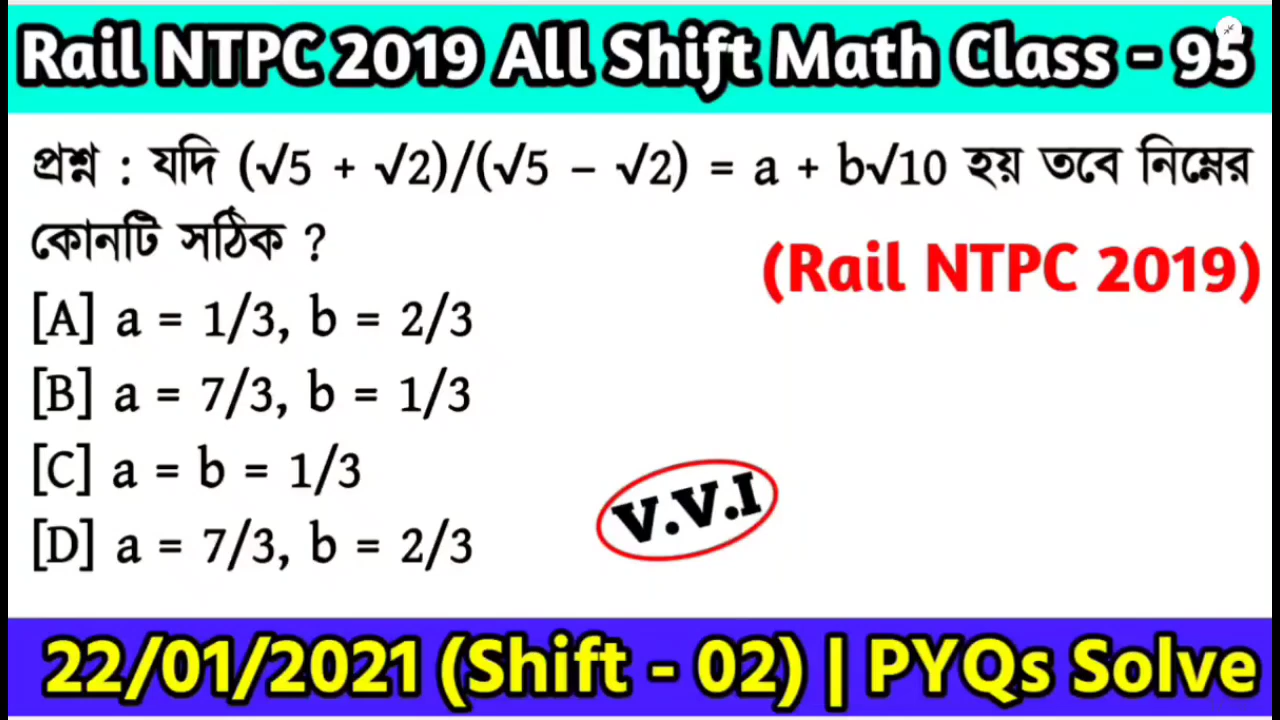 Rail NTPC 2019 All Shift Math Class - 95
প্রশ্ন : যদি (√5 + √2)/(√5 – √2) = a + b√10 হয় তবে নিম্নের
কোনটি সঠিক ?
(Rail NTPC 2019)
[A] a = 1/3, b = 2/3
[B] a = 7/3, b = 1/3
[C] a = b = 1/3
[D] a = 7/3, b = 2/3
V.V.I
22/01/2021 (Shift - 02) | PYQs Solve